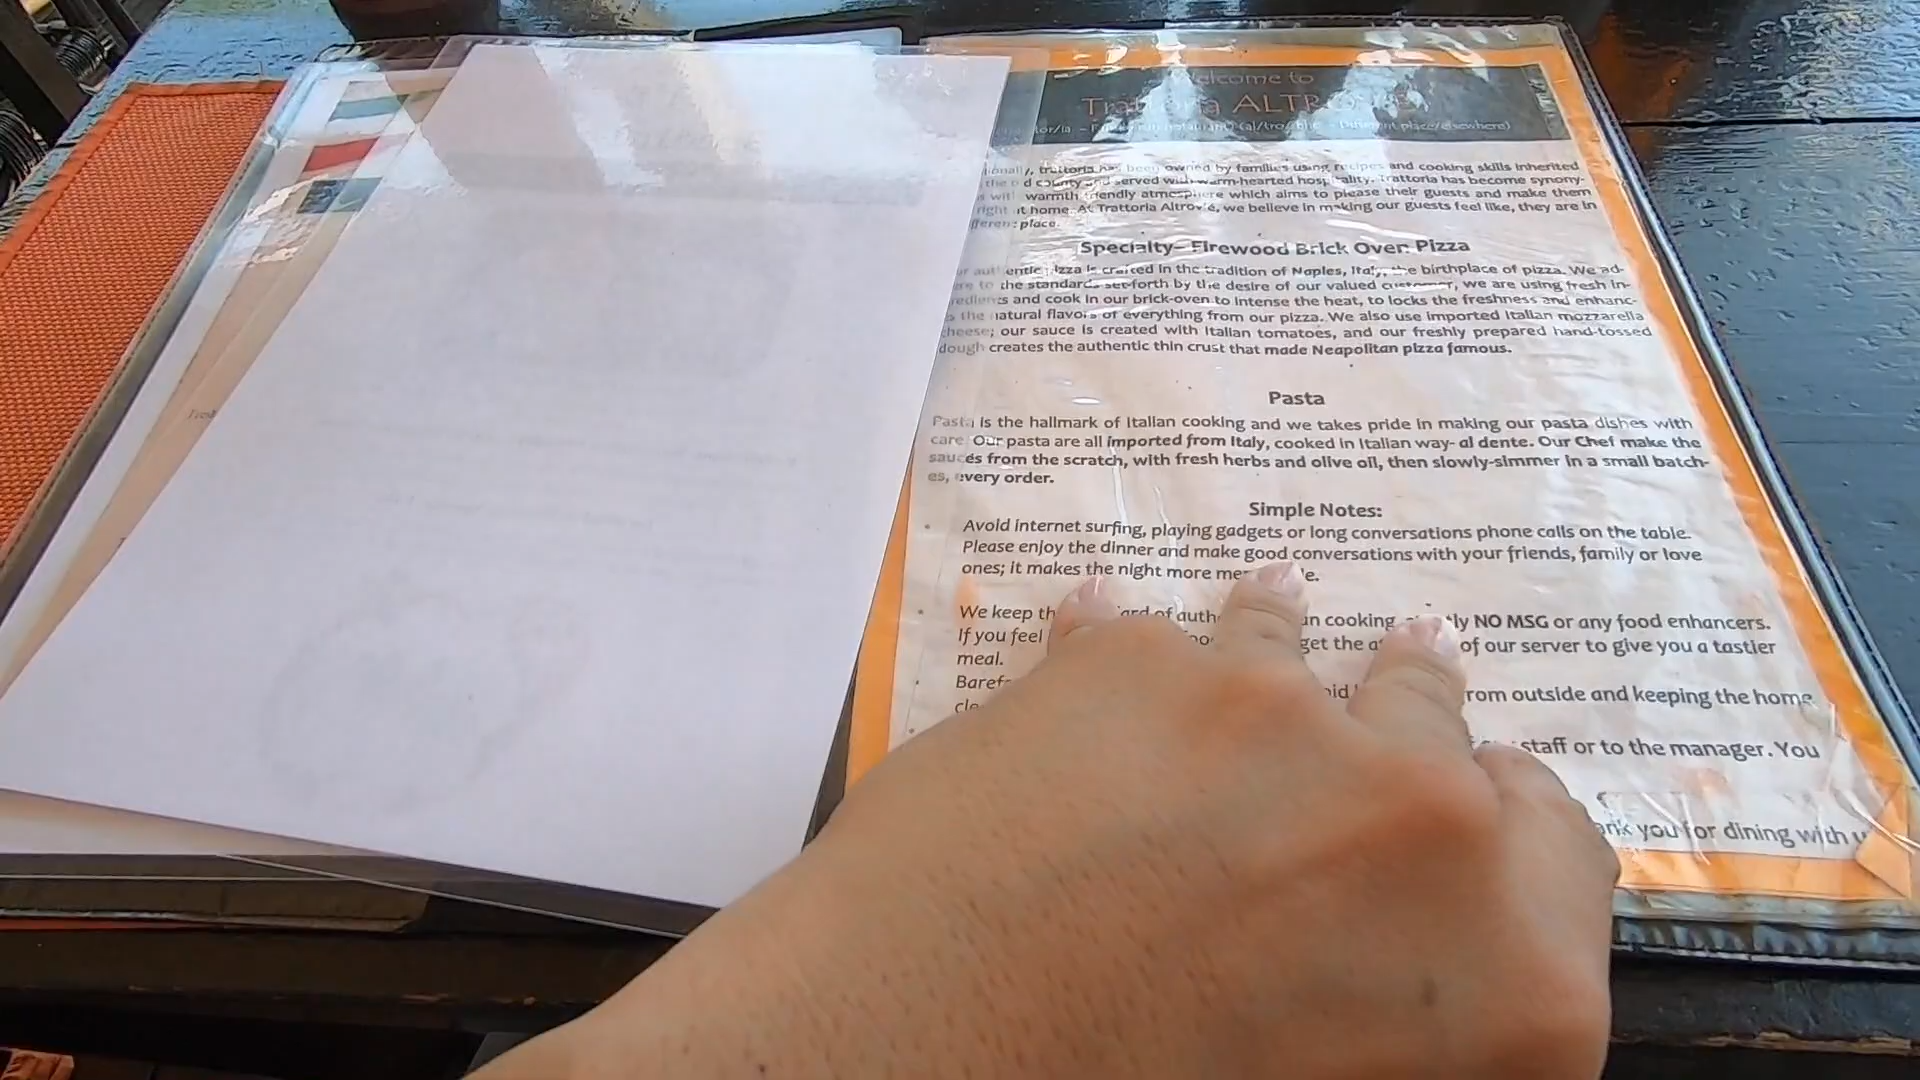 Welcome to
Trattoria ALTROVE
trattoria has been owned by families using recipes and cooking skills inherited
served with warm-hearted hospitality. Trattoria has become synony-
warmth friendly atmosphere which aims to please their guests and make them
right at home. At Trattoria Altrove, we believe in making our guests feel like, they are in
different place.
Specialty– Firewood Brick Oven Pizza
authentic pizza is crafted in the tradition of Naples, Italy, the birthplace of pizza. We ad-
to the standards set-forth by the desire of our valued customer, we are using fresh in-
redients and cook in our brick-oven to intense the heat, to locks the freshness and enhanc-
the natural flavors of everything from our pizza. We also use imported Italian mozzarella
cheese; our sauce is created with Italian tomatoes, and our freshly prepared hand-tossed
dough creates the authentic thin crust that made Neapolitan pizza famous.
Pasta
Pasta is the hallmark of Italian cooking and we takes pride in making our pasta dishes with
care Our pasta are all imported from Italy, cooked in Italian way- al dente. Our Chef make the
sauces from the scratch, with fresh herbs and olive oil, then slowly-simmer in a small batch-
es, every order.
Simple Notes:
Avoid internet surfing, playing gadgets or long conversations phone calls on the table.
Please enjoy the dinner and make good conversations with your friends, family or love
ones; it makes the night more
We keep cooking NO MSG or any food enhancers.
If you feel get the of our server to give you a tastier
meal.
from outside and keeping the home
staff or to the manager. You
you for dining with